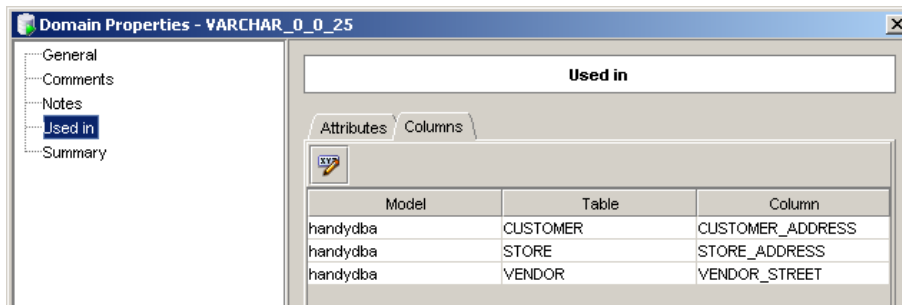 Domain Properties - VARCHAR_0_0_25
General
Comments
Notes
Used in
Summary
Used in
Attributes Columns
Model Table Column
handydba CUSTOMER CUSTOMER_ADDRESS
handydba STORE STORE_ADDRESS
handydba VENDOR VENDOR_STREET